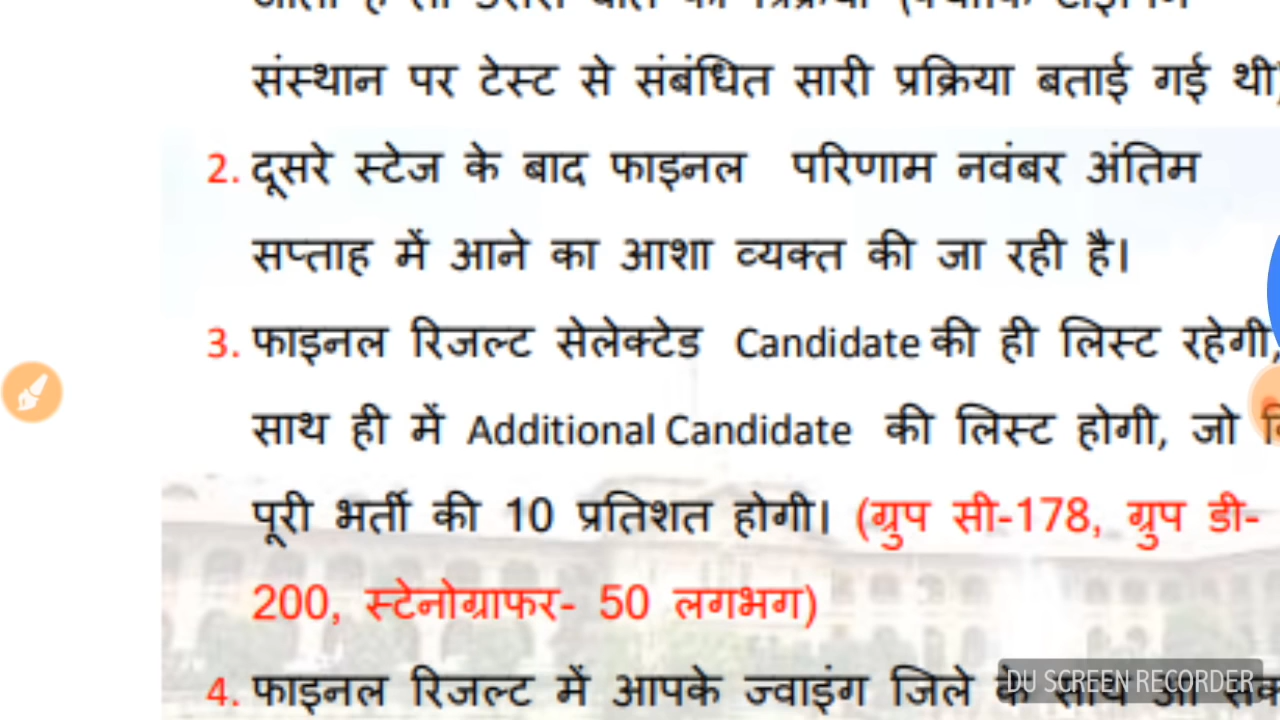 संस्थान पर टेस्ट से संबंधित सारी प्रक्रिया बताई गई थी)
2. दूसरे स्टेज के बाद फाइनल परिणाम नवंबर अंतिम
सप्ताह में आने का आशा व्यक्त की जा रही है।
3. फाइनल रिजल्ट सेलेक्टेड Candidate की ही लिस्ट रहेगी,
साथ ही में Additional Candidate की लिस्ट होगी, जो
पूरी भर्ती की 10 प्रतिशत होगी। (ग्रुप सी-178, ग्रुप डी-
200, स्टेनोग्राफर- 50 लगभग)
4. फाइनल रिजल्ट में आपके ज्वाइंग जिले के
DU SCREEN RECORDER